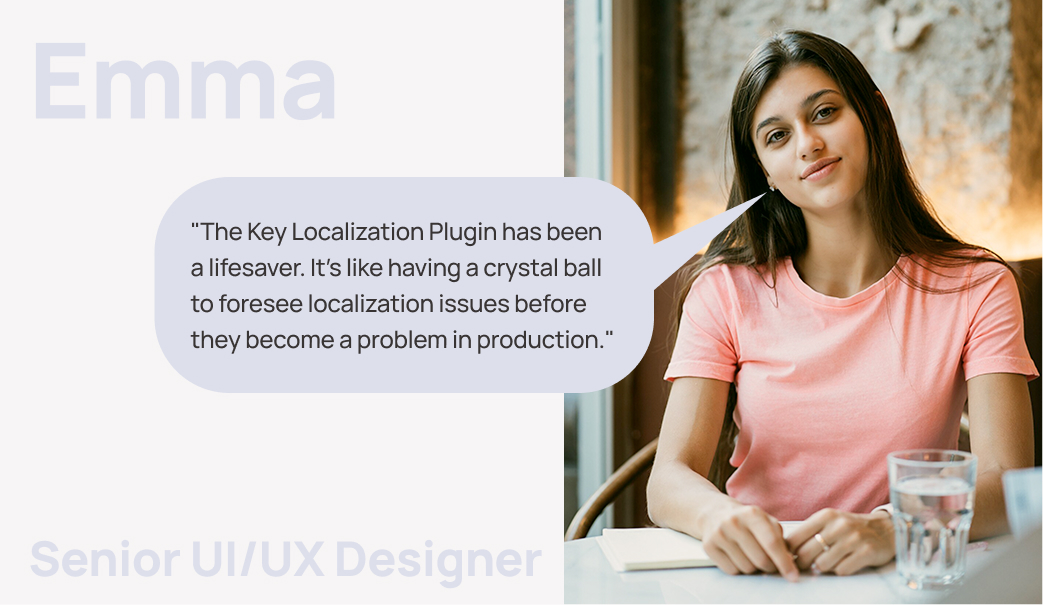 Emma
"The Key Localization Plugin has been
a lifesaver. It's like having a crystal ball
to foresee localization issues before
they become a problem in production."
Senior UI/UX Designer